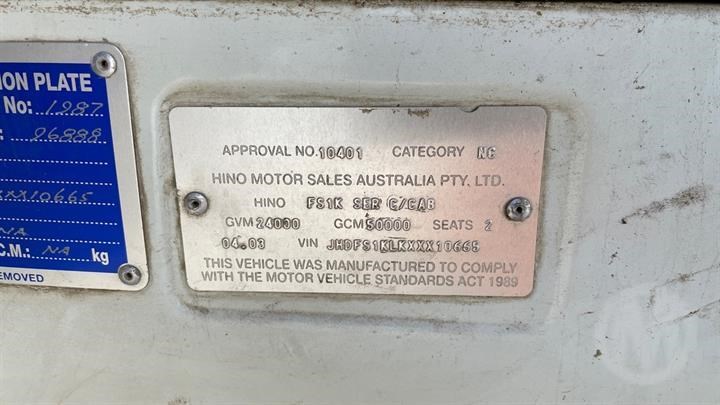 ION PLATE
No: 1987
: 06888
XXX10665
NA
C.M.: NA kg
EMOVED
APPROVAL NO. 10401 CATEGORY NC
HINO MOTOR SALES AUSTRALIA PTY. LTD.
HINO FS1K SER C/CAB
GVM 24000 GCM 50000 SEATS 2
04.03 VIN JHDFS1KLKXXX10665
THIS VEHICLE WAS MANUFACTURED TO COMPLY
WITH THE MOTOR VEHICLE STANDARDS ACT 1989